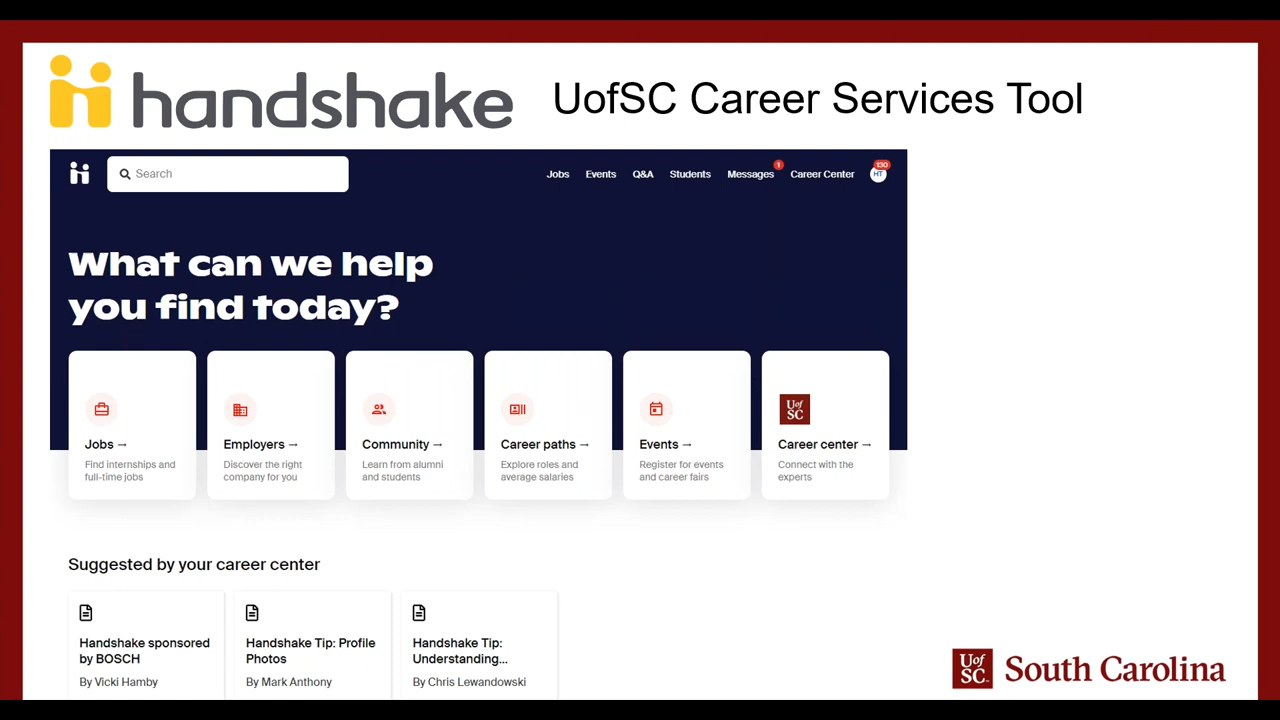 handshake UofSC Career Services Tool
Search Jobs Events Q&A Students Messages 1 Career Center 130 HT
What can we help
you find today?
Uof SC
Jobs → Employers → Community → Career paths → Events → Career center →
Find internships and Discover the right Learn from alumni Explore roles and Register for events Connect with the
full-time jobs company for you and students average salaries and career fairs experts
Suggested by your career center
Handshake sponsored Handshake Tip: Profile Handshake Tip:
by BOSCH Photos Understanding...
By Vicki Hamby By Mark Anthony By Chris Lewandowski
Uof SC South Carolina